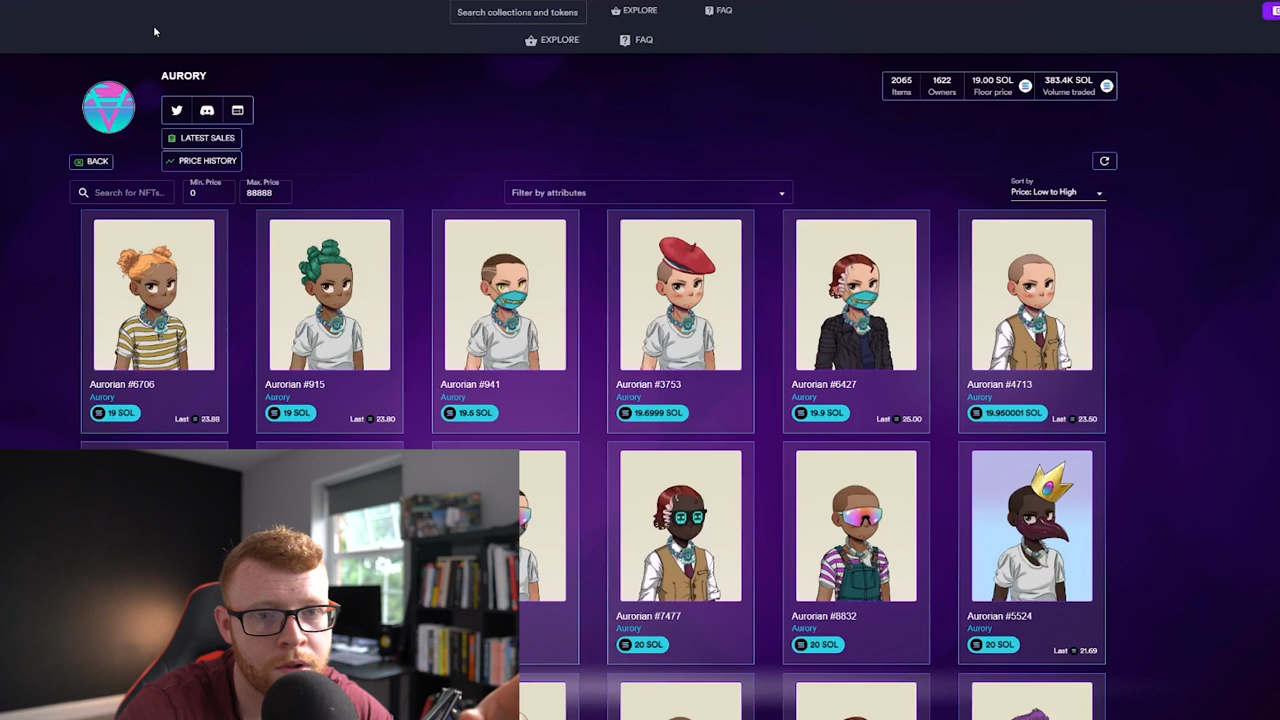 Search collections and tokens
EXPLORE
FAQ
EXPLORE
FAQ
AURORY
2065
Items
1622
Owners
19.00 SOL
Floor price
383.4K SOL
Volume traded
LATEST SALES
BACK
PRICE HISTORY
Search for NFTs..
Min. Price
0
Max. Price
88888
Filter by attributes
Sort by
Price: Low to High
Aurorian #6706
Aurory
19 SOL
Last 23.88
Aurorian #915
Aurory
19 SOL
Last 23.80
Aurorian #941
Aurory
19.5 SOL
Aurorian #3753
Aurory
19.6999 SOL
Aurorian #6427
Aurory
19.9 SOL
Last 25.00
Aurorian #4713
Aurory
19.950001 SOL
Last 23.50
Aurorian #7477
Aurory
20 SOL
Aurorian #8832
Aurory
20 SOL
Aurorian #5524
Aurory
20 SOL
Last 21.69